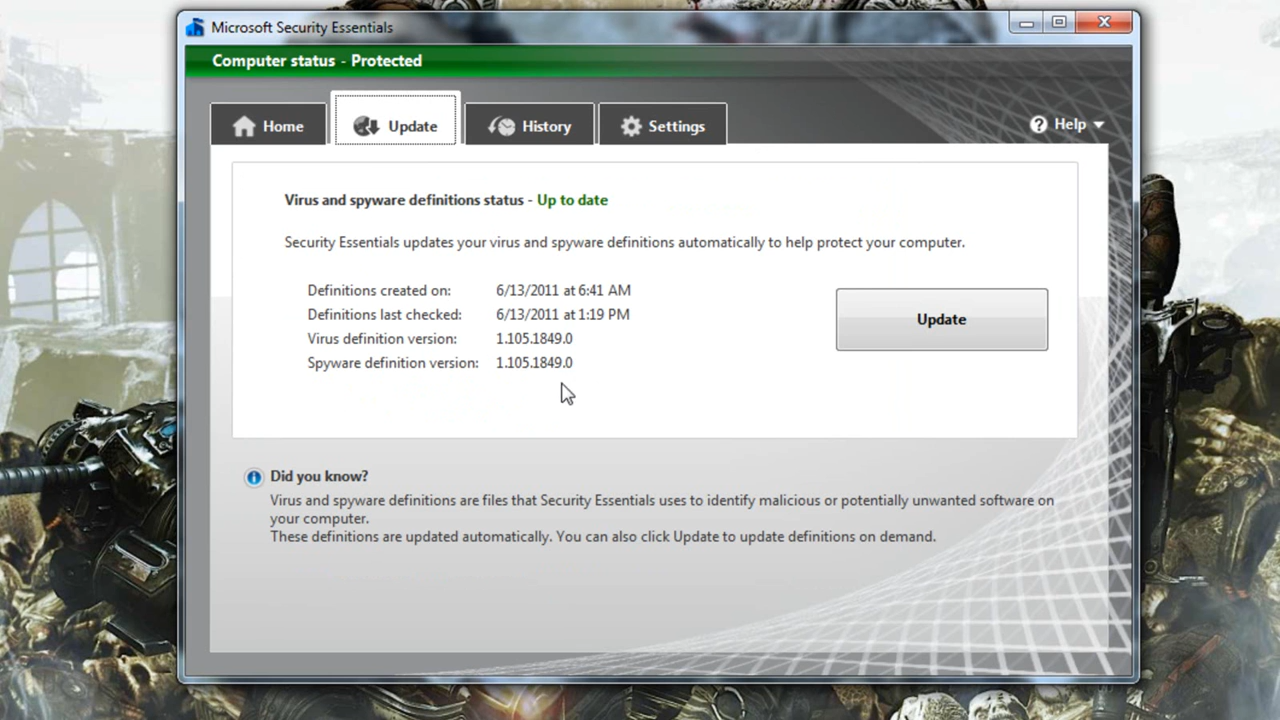 Microsoft Security Essentials
Computer status - Protected
Home
Update
History
Settings
Help
Virus and spyware definitions status - Up to date
Security Essentials updates your virus and spyware definitions automatically to help protect your computer.
Definitions created on: 6/13/2011 at 6:41 AM
Definitions last checked: 6/13/2011 at 1:19 PM
Virus definition version: 1.105.1849.0
Spyware definition version: 1.105.1849.0
Update
Did you know?
Virus and spyware definitions are files that Security Essentials uses to identify malicious or potentially unwanted software on
your computer.
These definitions are updated automatically. You can also click Update to update definitions on demand.